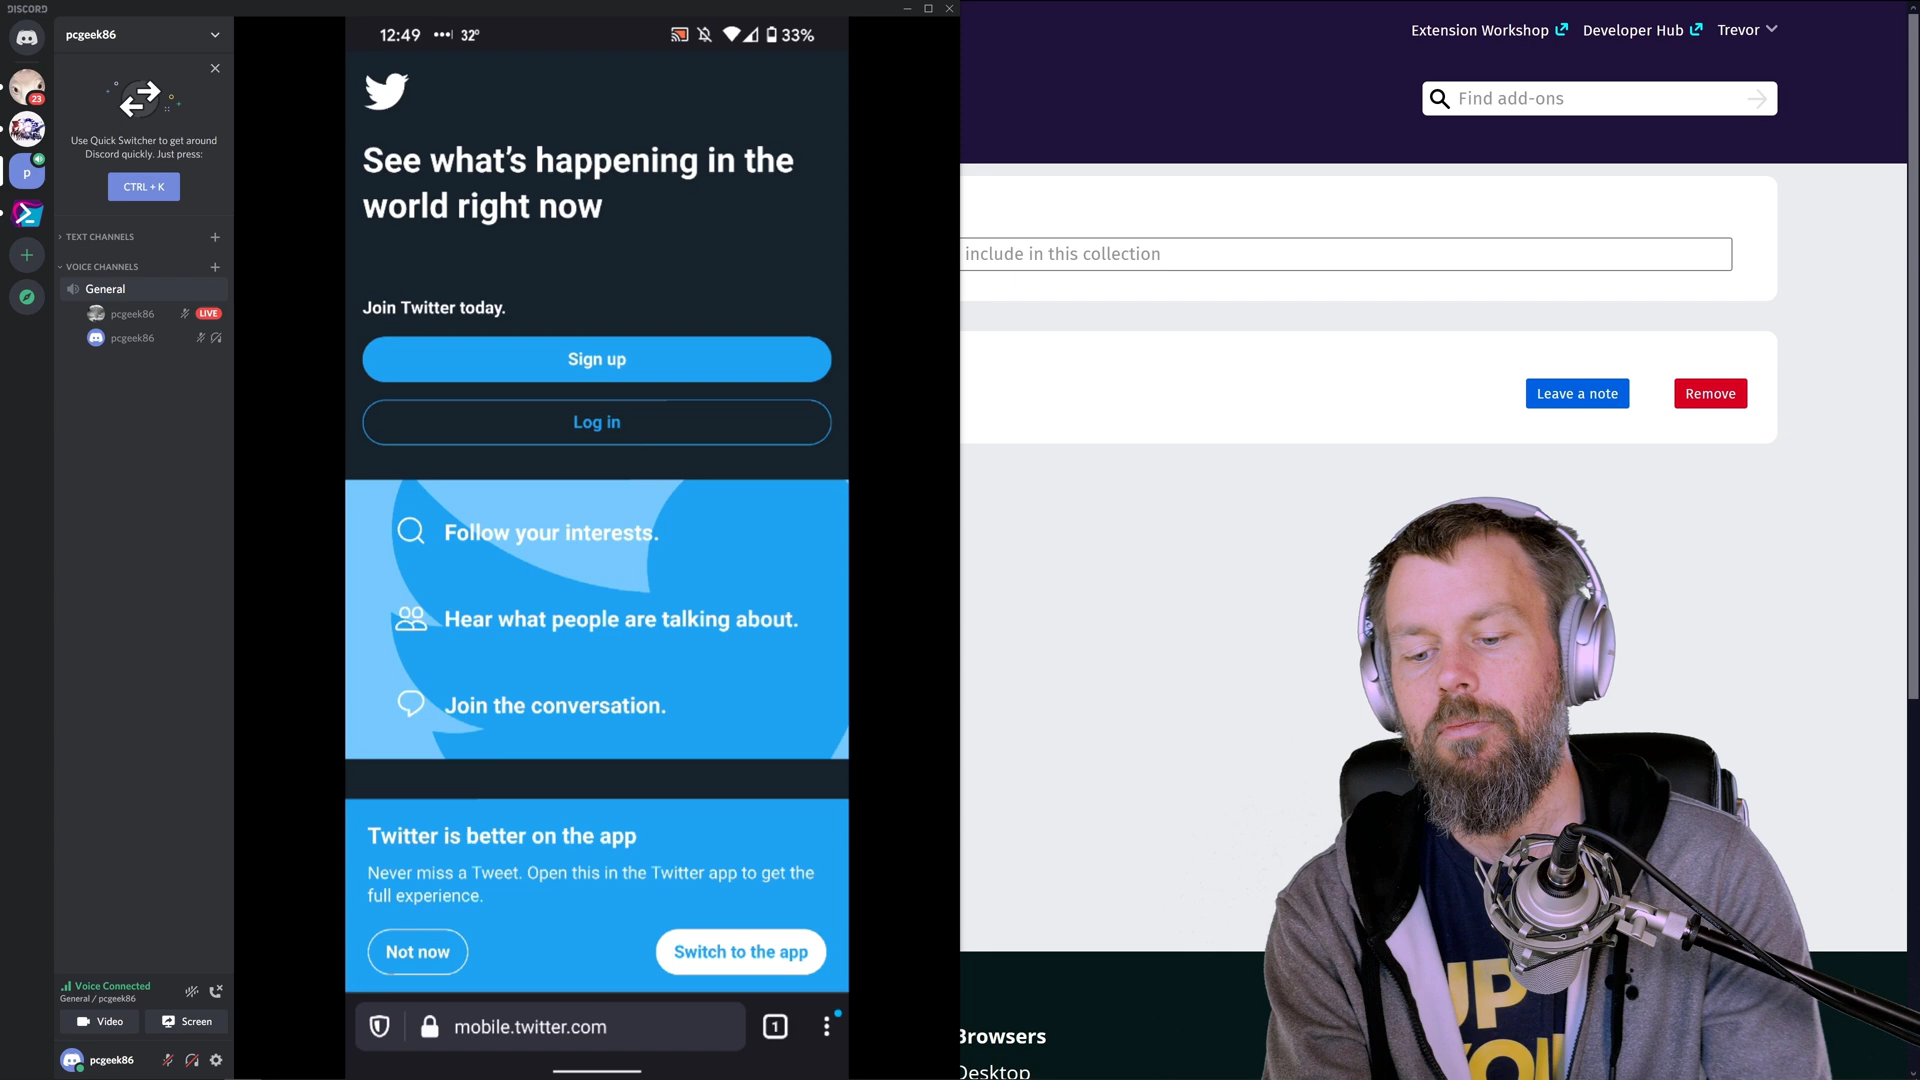 DISCORD
pcgeek86
23
Use Quick Switcher to get around
Discord quickly. Just press:
CTRL + K
P
TEXT CHANNELS
VOICE CHANNELS
General
pcgeek86
LIVE
pcgeek86
Voice Connected
General / pcgeek86
Video
Screen
pcgeek86
12:49
32°
33%
See what's happening in the
world right now
Join Twitter today.
Sign up
Log in
Follow your interests.
Hear what people are talking about.
Join the conversation.
Twitter is better on the app
Never miss a Tweet. Open this in the Twitter app to get the
full experience.
Not now
Switch to the app
mobile.twitter.com
1
Extension Workshop
Developer Hub
Trevor
Find add-ons
include in this collection
Leave a note
Remove
Browsers
Desktop
UP